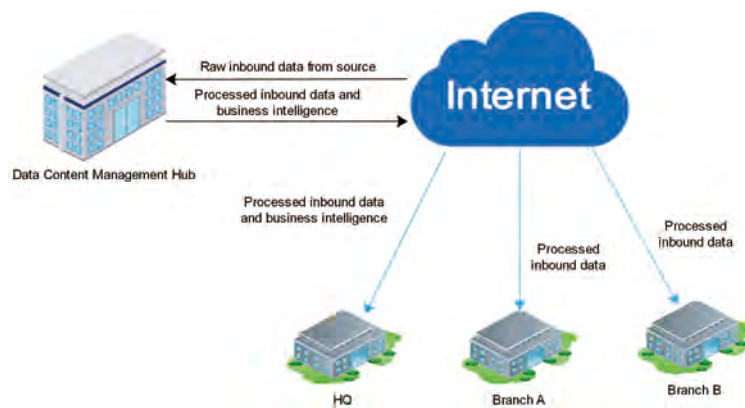 Raw inbound data from source
Processed inbound data and
business intelligence
Internet
Data Content Management Hub
Processed inbound data
and business intelligence
Processed
inbound data
Processed
inbound data
HQ
Branch A
Branch B